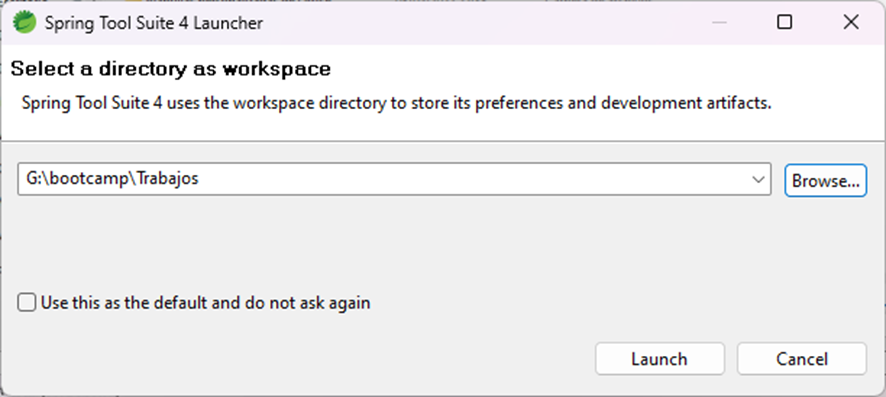 Spring Tool Suite 4 Launcher
Select a directory as workspace
Spring Tool Suite 4 uses the workspace directory to store its preferences and development artifacts.
G:\bootcamp\Trabajos
Browse...
Use this as the default and do not ask again
Launch
Cancel